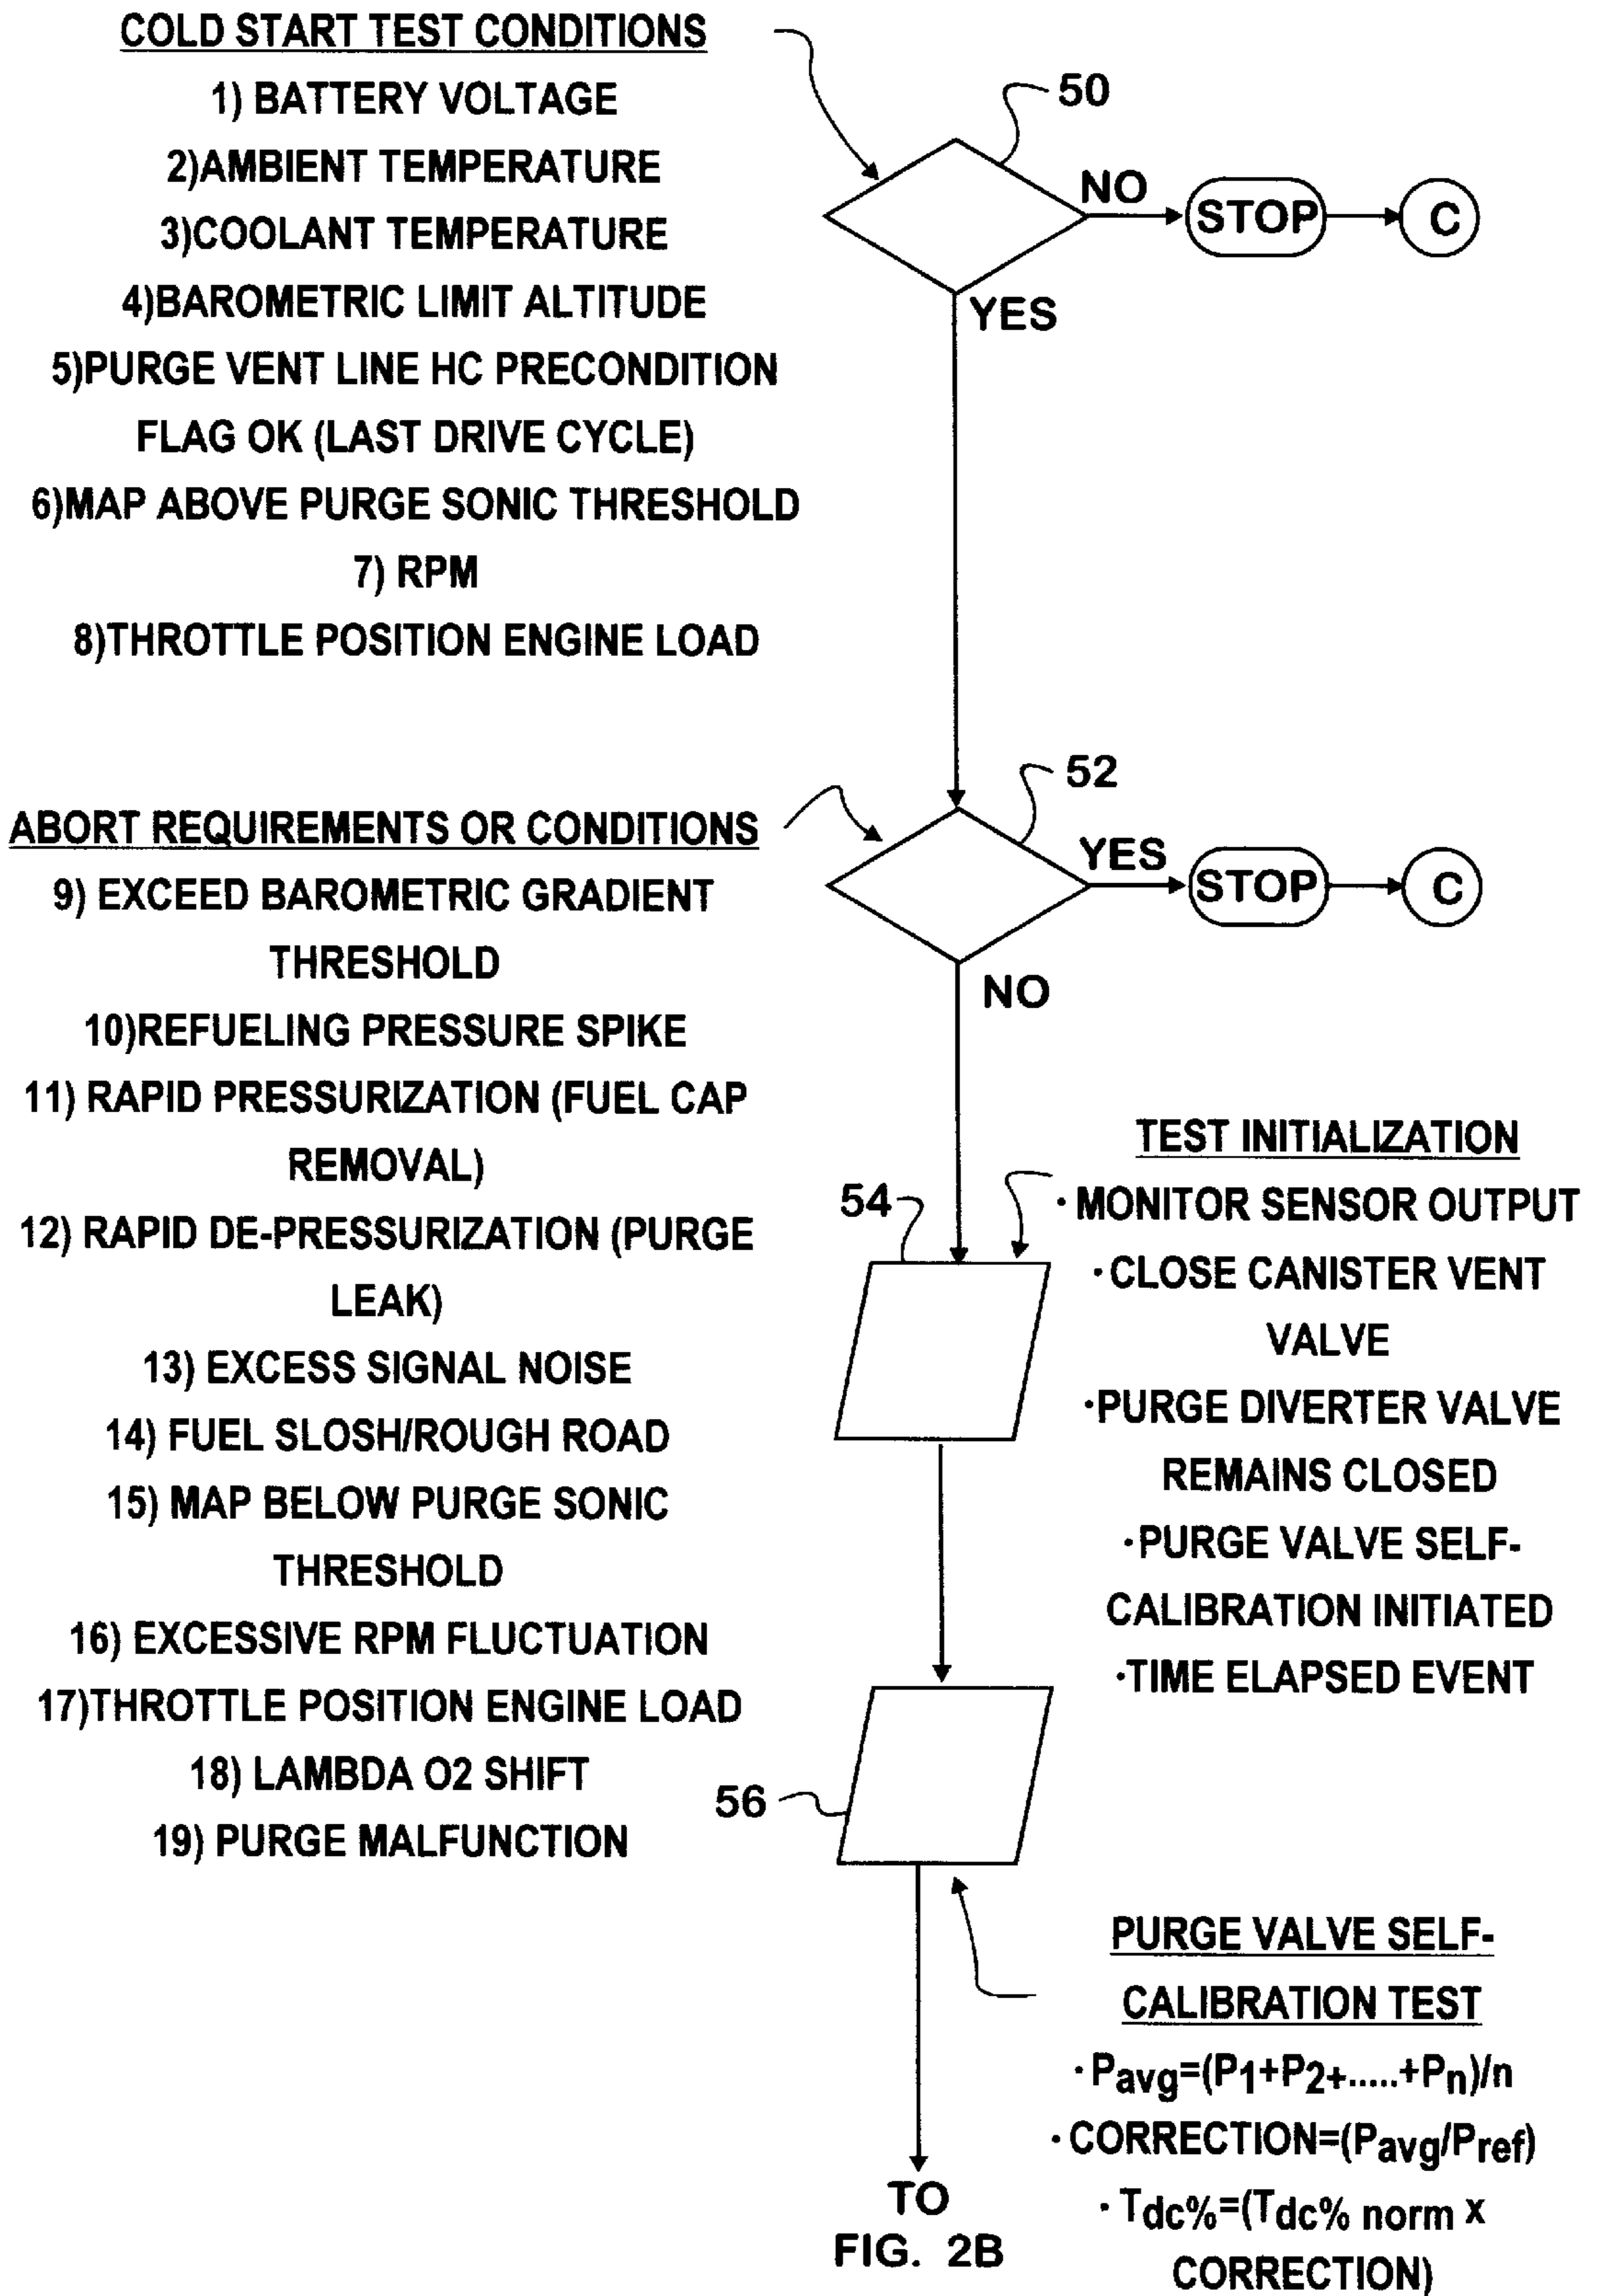 COLD START TEST CONDITIONS
1) BATTERY VOLTAGE
2)AMBIENT TEMPERATURE
3)COOLANT TEMPERATURE
4)BAROMETRIC LIMIT ALTITUDE
5)PURGE VENT LINE HC PRECONDITION
FLAG OK (LAST DRIVE CYCLE)
6)MAP ABOVE PURGE SONIC THRESHOLD
7) RPM
8)THROTTLE POSITION ENGINE LOAD
50
NO
STOP
C
YES
ABORT REQUIREMENTS OR CONDITIONS
9) EXCEED BAROMETRIC GRADIENT
THRESHOLD
10)REFUELING PRESSURE SPIKE
11) RAPID PRESSURIZATION (FUEL CAP
REMOVAL)
12) RAPID DE-PRESSURIZATION (PURGE
LEAK)
13) EXCESS SIGNAL NOISE
14) FUEL SLOSH/ROUGH ROAD
15) MAP BELOW PURGE SONIC
THRESHOLD
16) EXCESSIVE RPM FLUCTUATION
17)THROTTLE POSITION ENGINE LOAD
18) LAMBDA O2 SHIFT
19) PURGE MALFUNCTION
52
YES
STOP
C
NO
54
TEST INITIALIZATION
·MONITOR SENSOR OUTPUT
·CLOSE CANISTER VENT
VALVE
·PURGE DIVERTER VALVE
REMAINS CLOSED
·PURGE VALVE SELF-
CALIBRATION INITIATED
·TIME ELAPSED EVENT
56
PURGE VALVE SELF-
CALIBRATION TEST
·Pavg=(P1+P2+.....+Pn)/n
·CORRECTION=(Pavg/Pref)
·Tdc%=(Tdc% norm x
CORRECTION)
TO
FIG. 2B